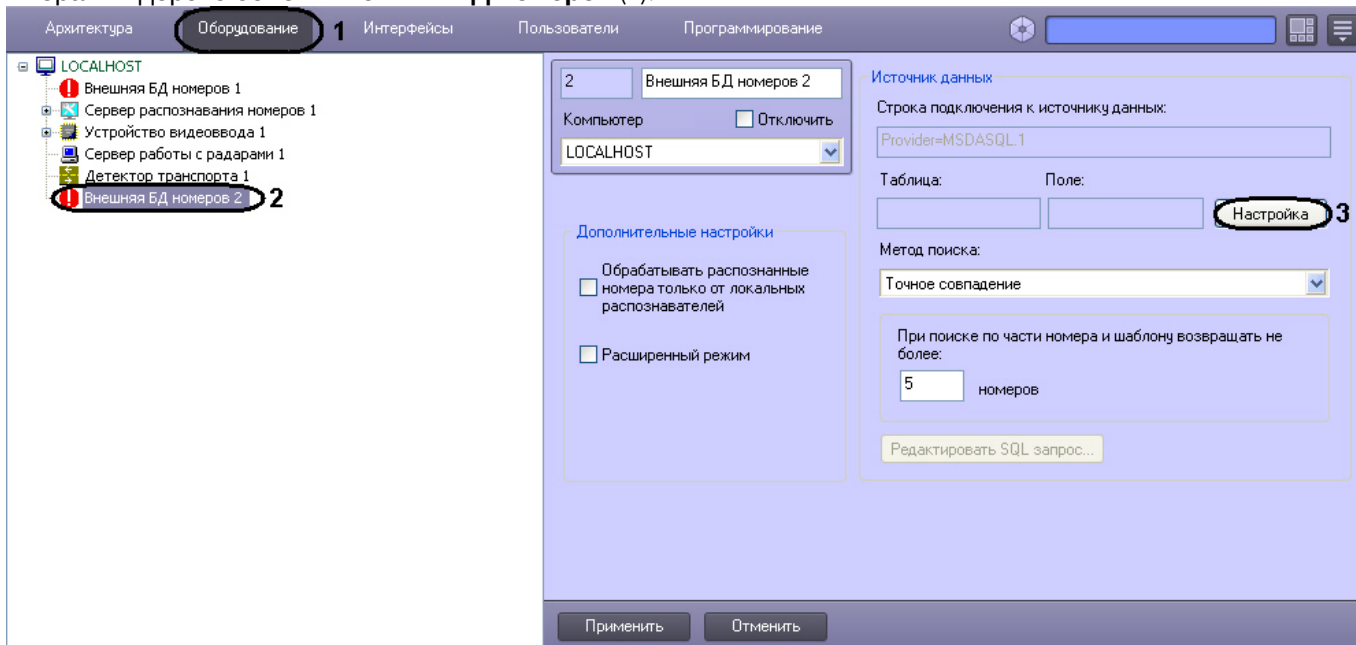 Архитектура Оборудование 1 Интерфейсы Пользователи Программирование
LOCALHOST
Внешняя БД номеров 1
Сервер распознавания номеров 1
Устройство видеоввода 1
Сервер работы с радарами 1
Детектор транспорта 1
Внешняя БД номеров 2 2
2 Внешняя БД номеров 2
Компьютер Отключить
LOCALHOST
Дополнительные настройки
Обрабатывать распознанные
номера только от локальных
распознавателей
Расширенный режим
Источник данных
Строка подключения к источнику данных:
Provider=MSDASQL.1
Таблица: Поле:
Настройка 3
Метод поиска:
Точное совпадение
При поиске по части номера и шаблону возвращать не
более:
5 номеров
Редактировать SQL запрос...
Применить Отменить